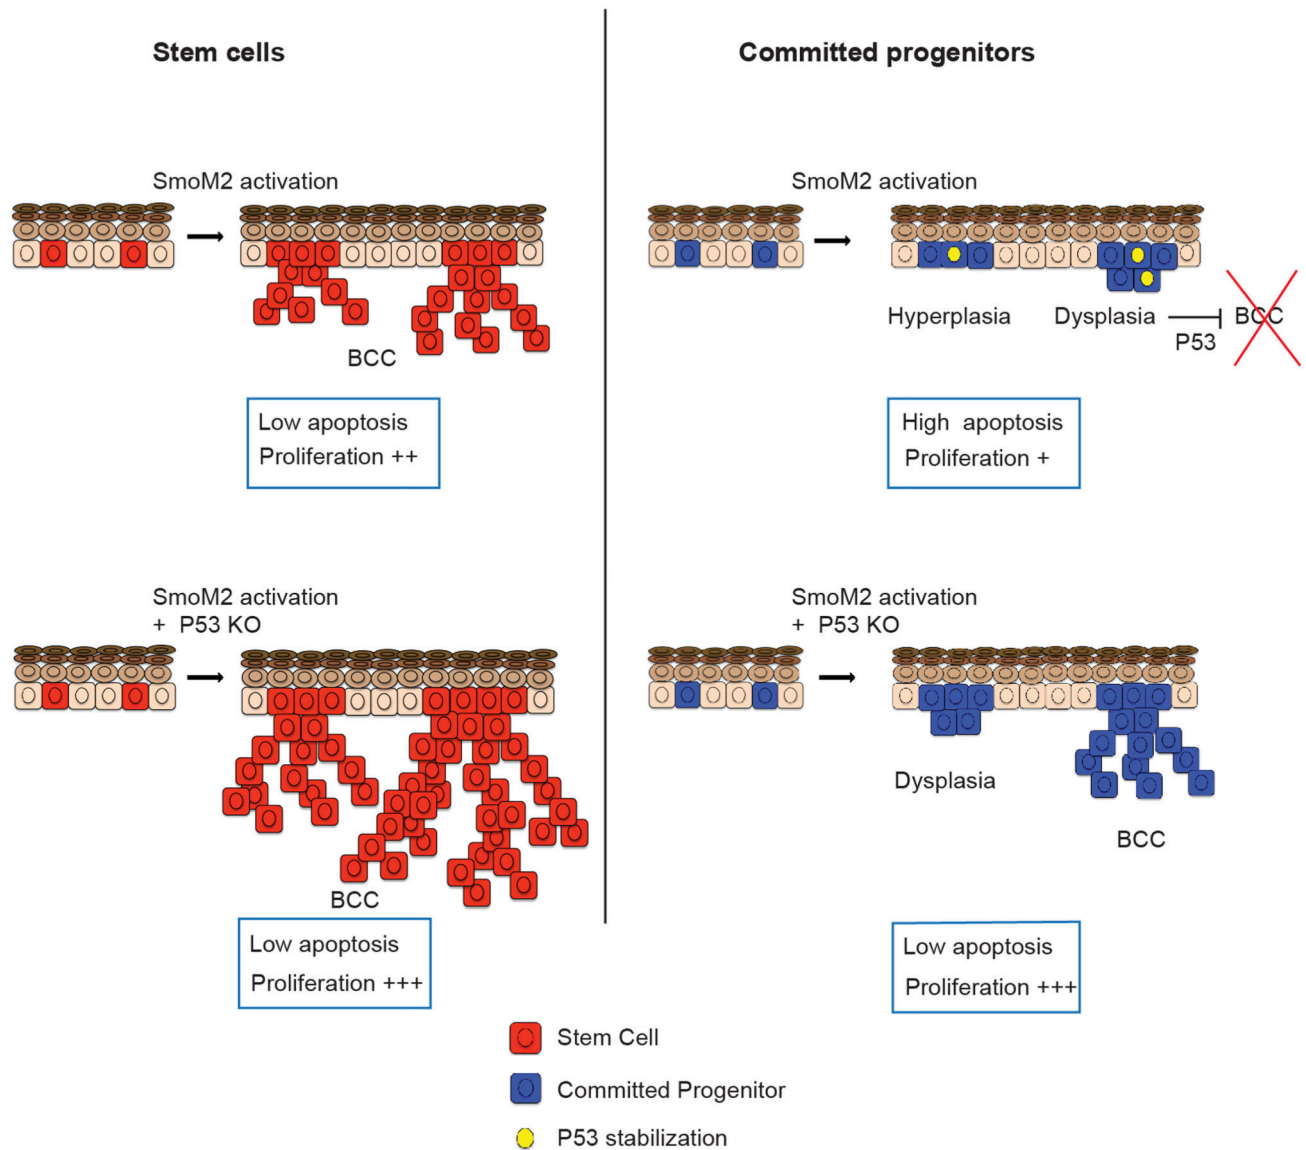 Stem cells
Committed progenitors
SmoM2 activation
BCC
Low apoptosis
Proliferation ++
SmoM2 activation
Hyperplasia
Dysplasia
P53
BCC
High apoptosis
Proliferation +
SmoM2 activation
+ P53 KO
BCC
Low apoptosis
Proliferation +++
SmoM2 activation
+ P53 KO
Dysplasia
BCC
Low apoptosis
Proliferation +++
Stem Cell
Committed Progenitor
P53 stabilization